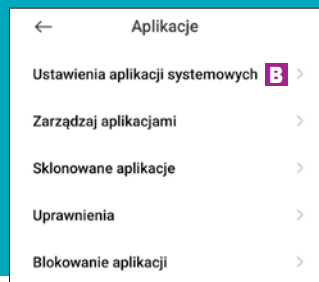 Aplikacje
Ustawienia aplikacji systemowych B
Zarządzaj aplikacjami
Sklonowane aplikacje
Uprawnienia
Blokowanie aplikacji